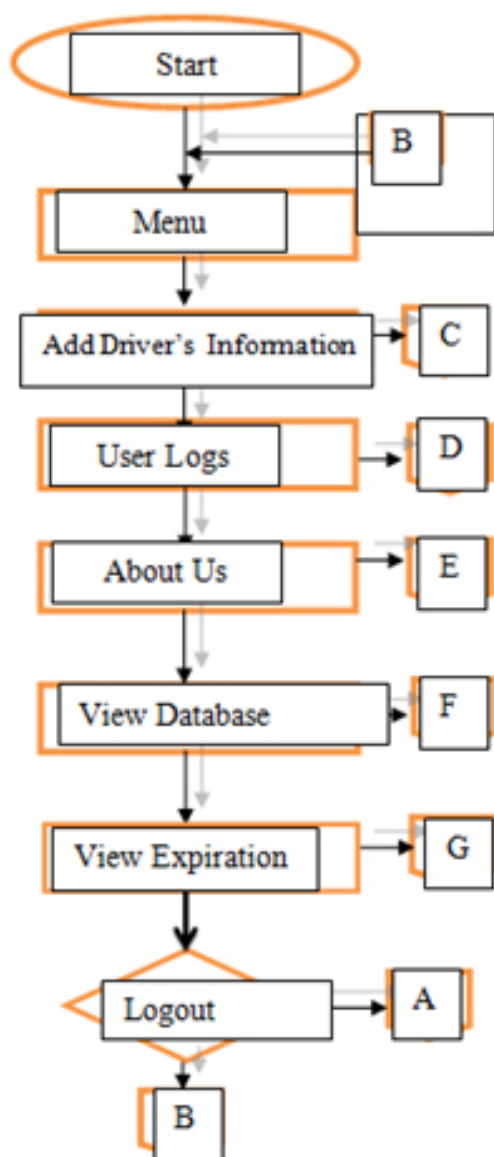 Start
B
Menu
Add Driver's Information
C
User Logs
D
About Us
E
View Database
F
View Expiration
G
Logout
A
B